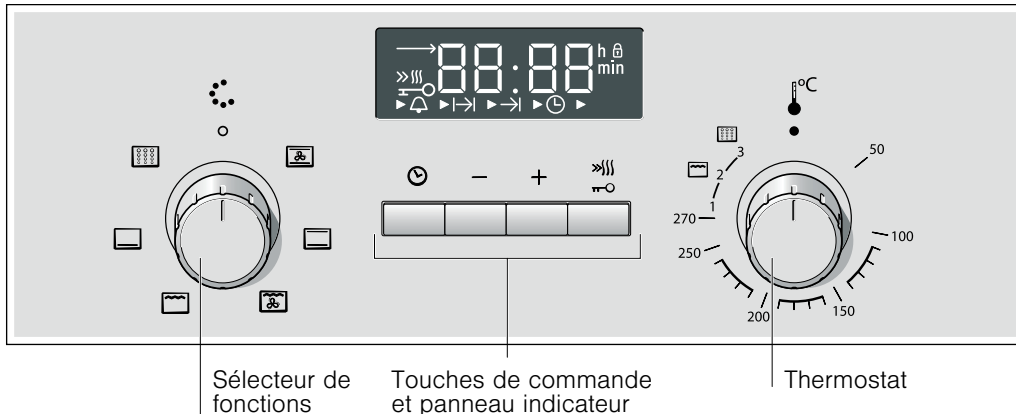 88:88 h
min
°C
50
3
2
1
270
100
250
200
150
Sélecteur de
fonctions
Touches de commande
et panneau indicateur
Thermostat